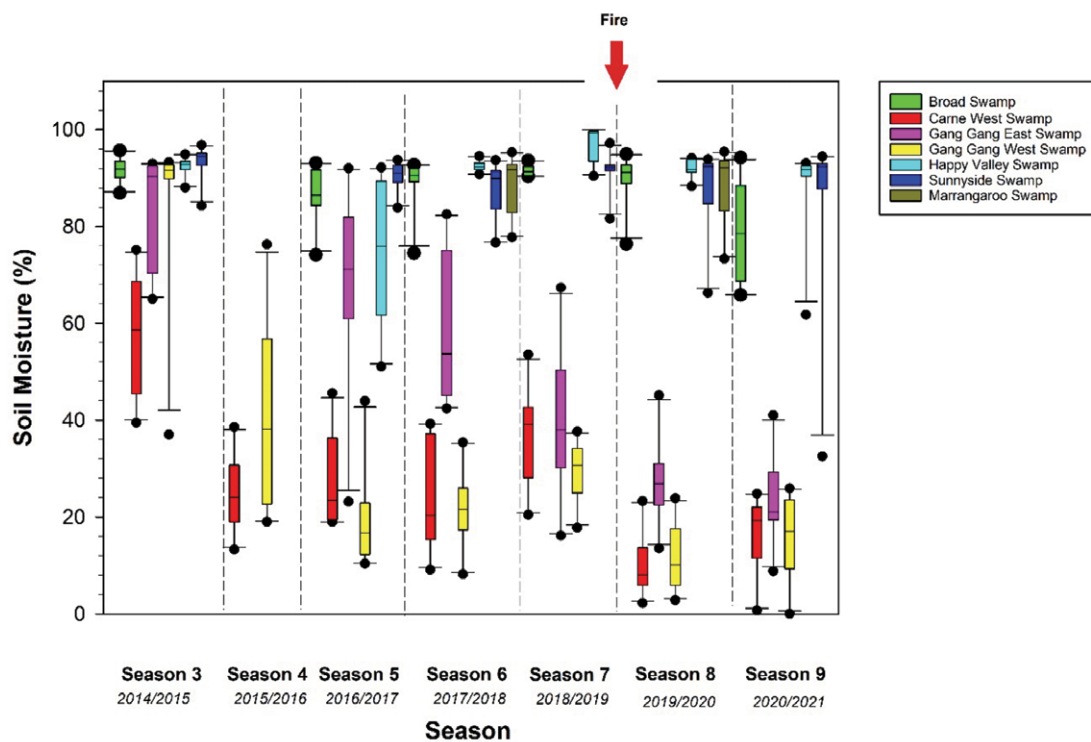 Fire
Soil Moisture (%)
100
80
60
40
20
0
Broad Swamp
Carne West Swamp
Gang Gang East Swamp
Gang Gang West Swamp
Happy Valley Swamp
Sunnyside Swamp
Marrangaroo Swamp
Season 3
2014/2015
Season 4
2015/2016
Season 5
2016/2017
Season 6
2017/2018
Season 7
2018/2019
Season 8
2019/2020
Season 9
2020/2021
Season